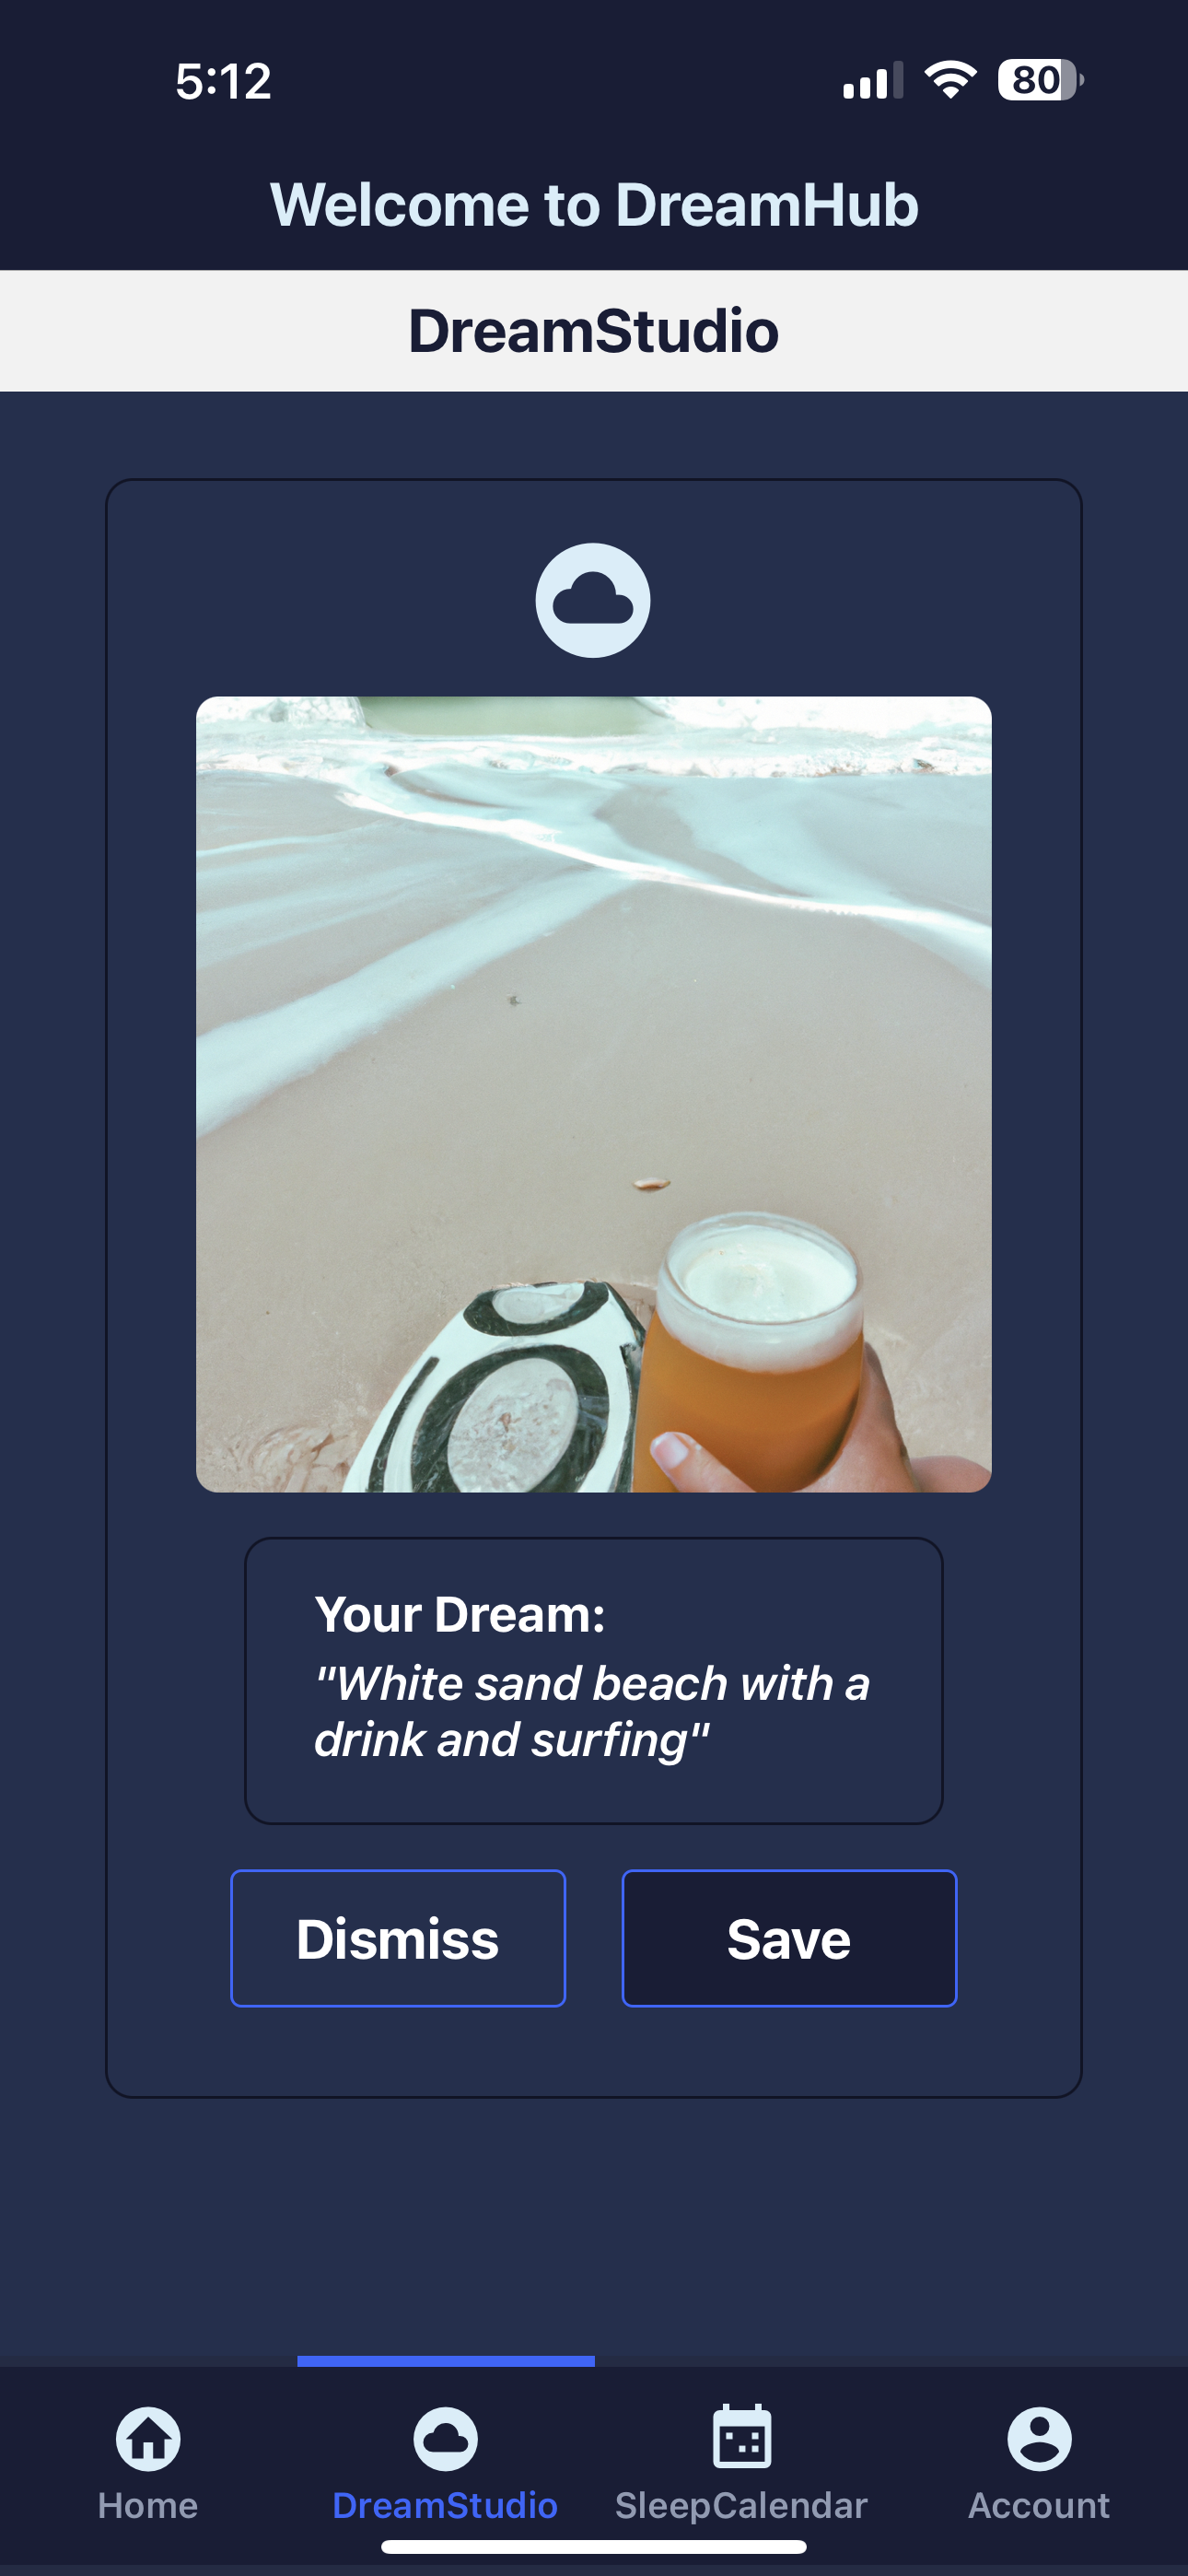 5:12
80
Welcome to DreamHub
DreamStudio
Your Dream:
"White sand beach with a
drink and surfing"
Dismiss
Save
Home
DreamStudio
SleepCalendar
Account